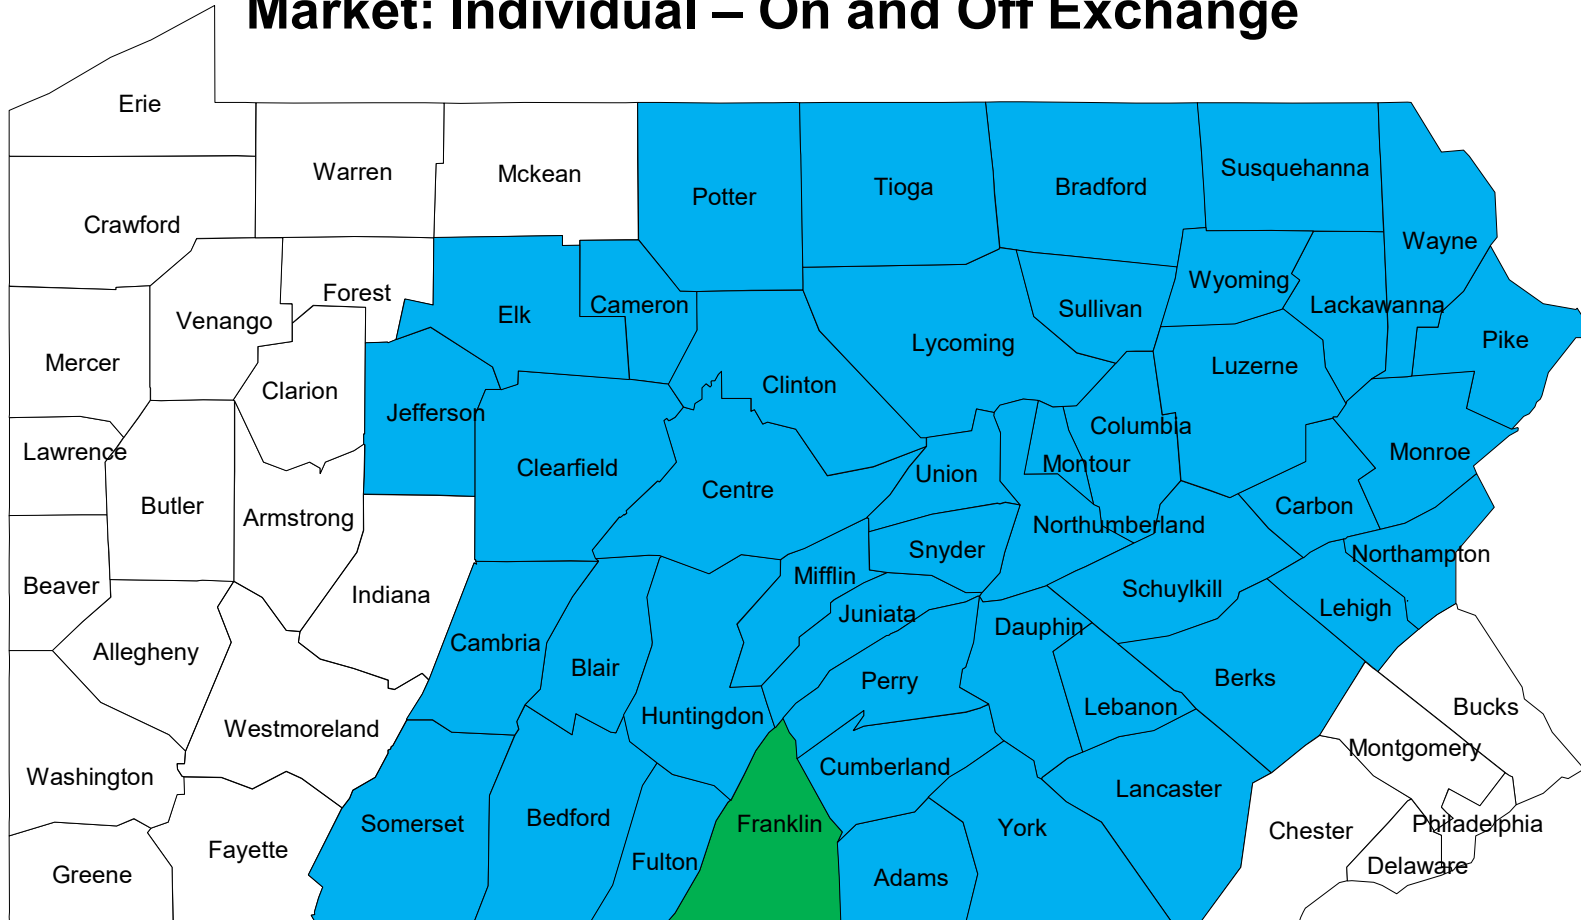 Market: Individual – On and Off Exchange
Erie
Warren
Mckean
Potter
Tioga
Bradford
Susquehanna
Crawford
Wayne
Wyoming
Forest
Cameron
Lackawanna
Venango
Elk
Sullivan
Lycoming
Pike
Mercer
Luzerne
Clarion
Clinton
Jefferson
Columbia
Lawrence
Clearfield
Montour
Monroe
Union
Centre
Butler
Carbon
Armstrong
Northumberland
Snyder
Northampton
Mifflin
Beaver
Indiana
Schuylkill
Lehigh
Juniata
Dauphin
Cambria
Allegheny
Blair
Perry
Berks
Huntingdon
Lebanon
Bucks
Westmoreland
Montgomery
Washington
Cumberland
Lancaster
Bedford
Somerset
Franklin
York
Chester
Philadelphia
Fayette
Fulton
Delaware
Greene
Adams